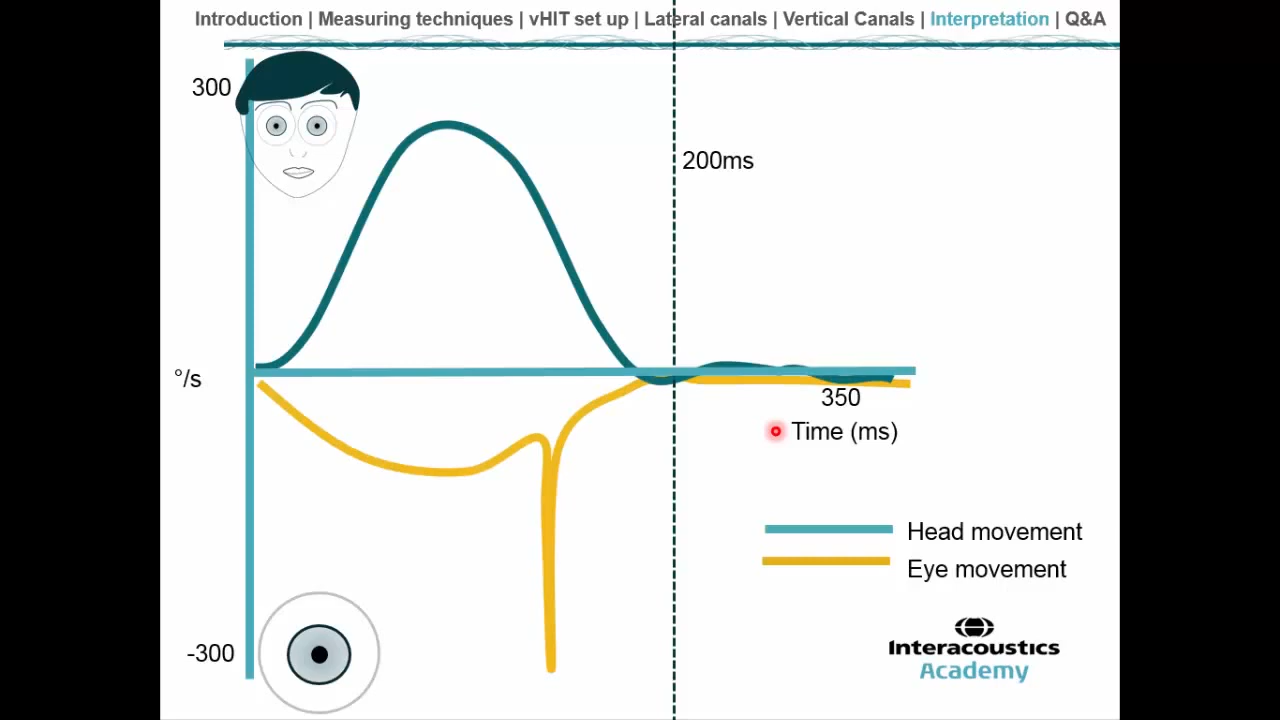 Introduction | Measuring techniques | vHIT set up | Lateral canals | Vertical Canals | Interpretation | Q&A
300
200ms
°/s
350
Time (ms)
Head movement
Eye movement
-300
Interacoustics
Academy